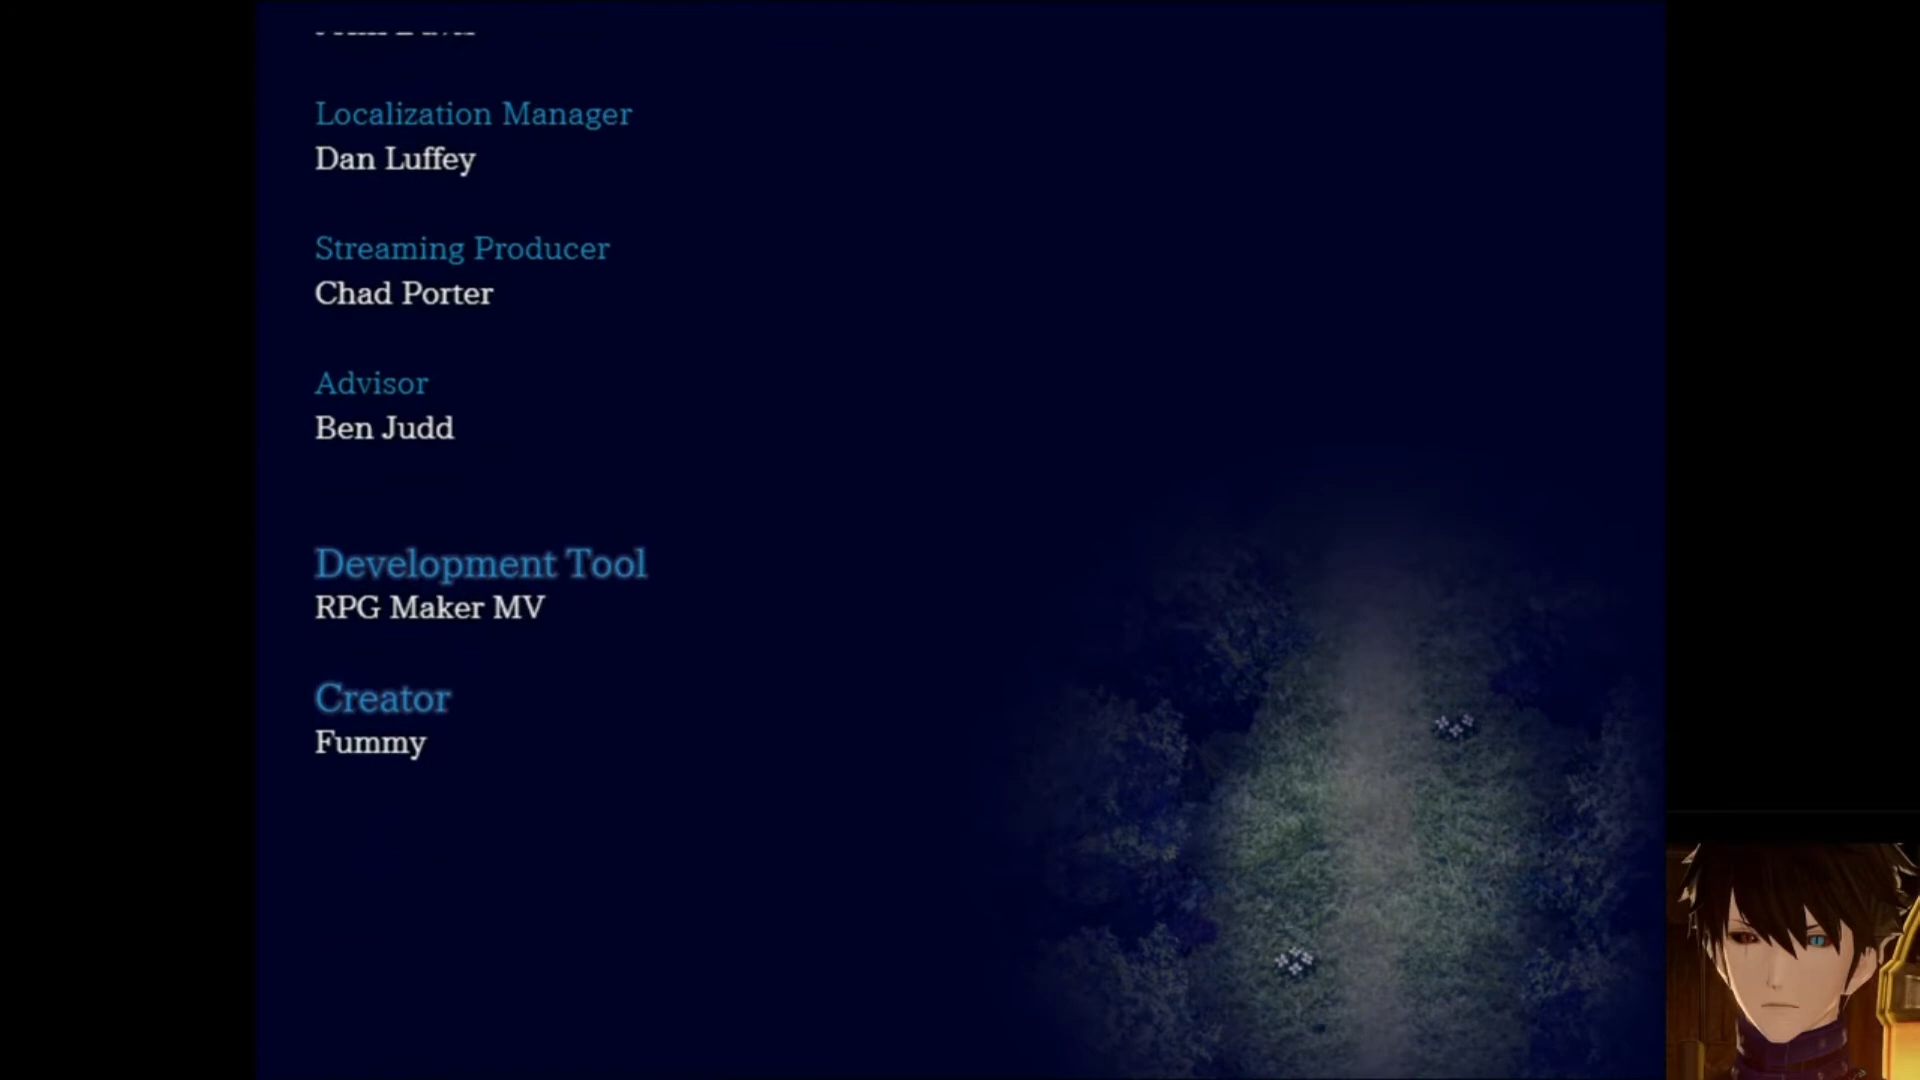 Localization Manager
Dan Luffey
Streaming Producer
Chad Porter
Advisor
Ben Judd
Development Tool
RPG Maker MV
Creator
Fummy